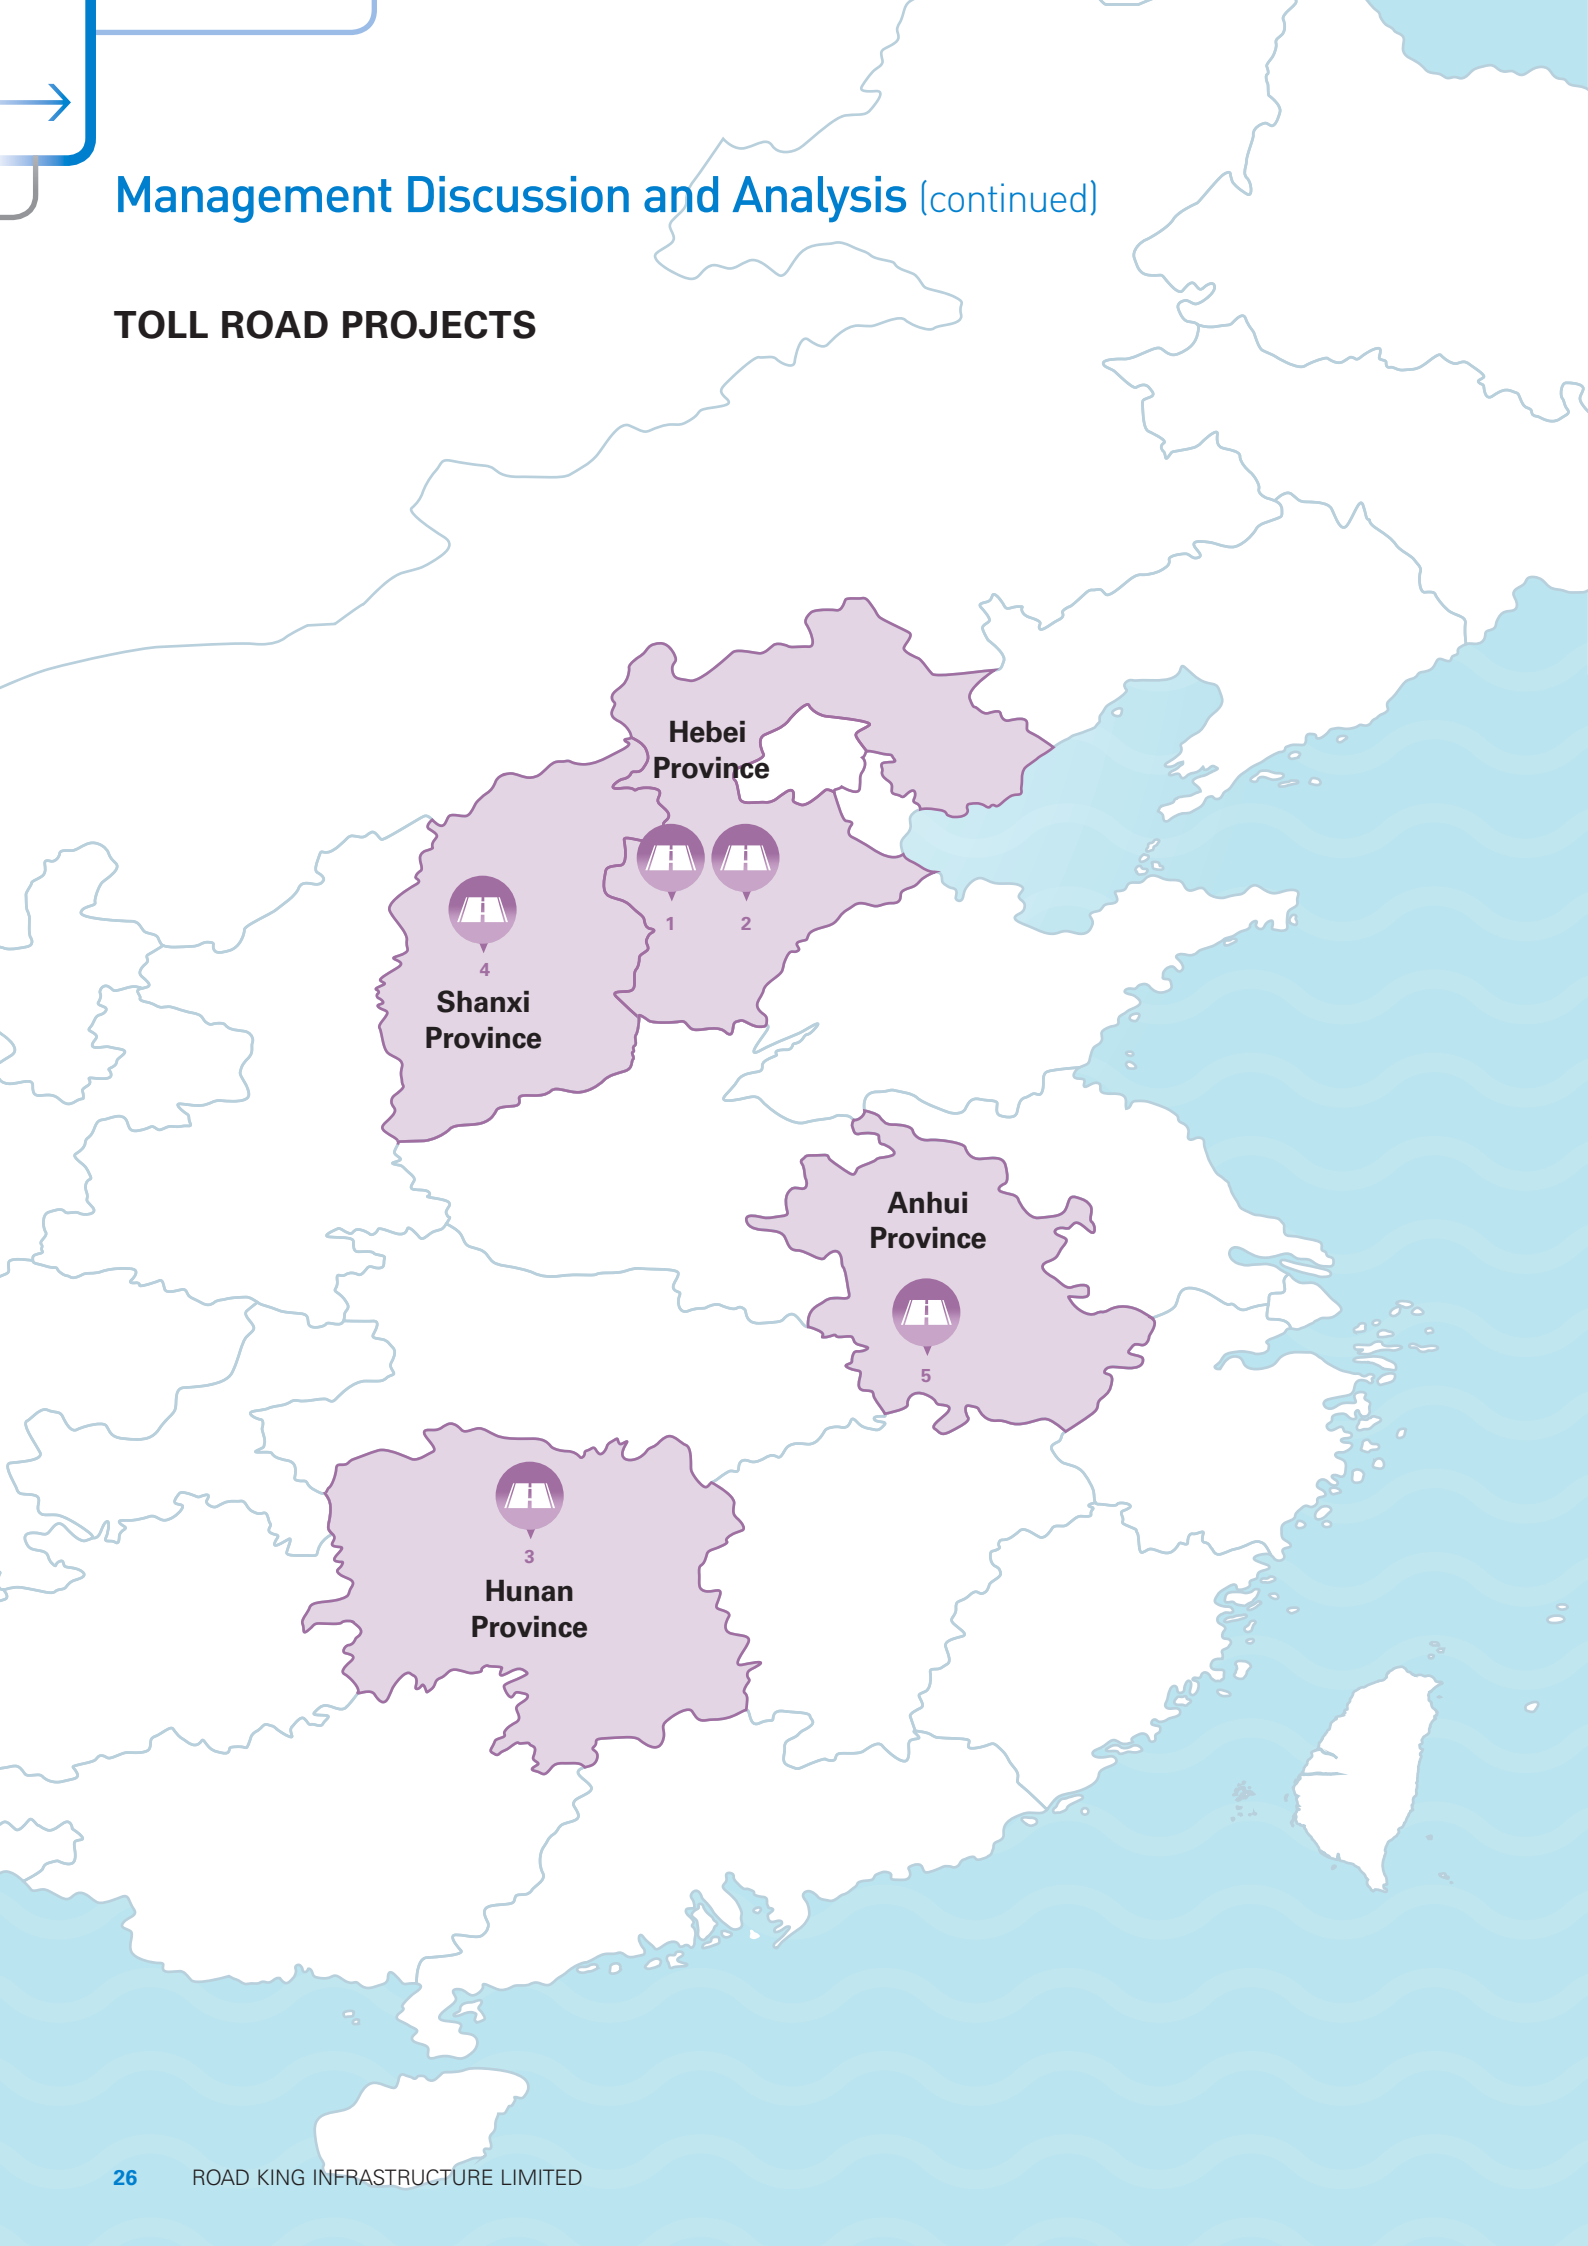 Management Discussion and Analysis (continued)
TOLL ROAD PROJECTS
Hebei
Province
1
2
4
Shanxi
Province
Anhui
Province
5
3
Hunan
Province
26
ROAD KING INFRASTRUCTURE LIMITED